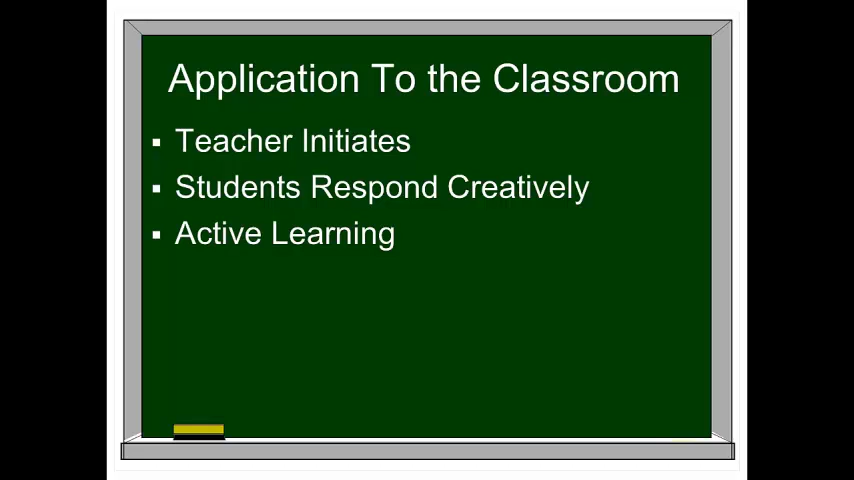 Application To the Classroom
▪ Teacher Initiates
▪ Students Respond Creatively
▪ Active Learning